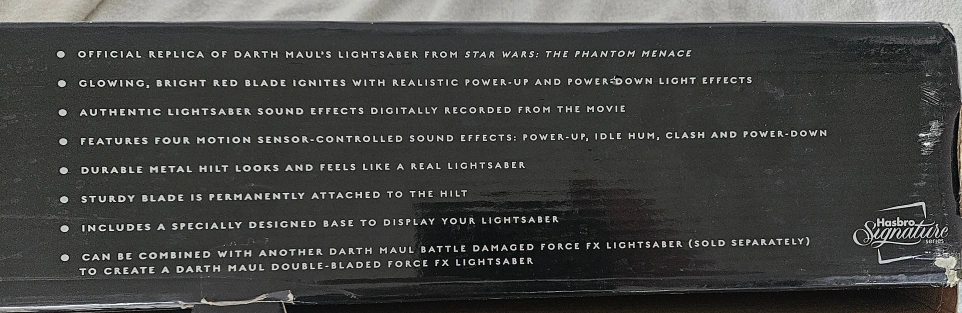 ● OFFICIAL REPLICA OF DARTH MAUL'S LIGHTSABER FROM STAR WARS: THE PHANTOM MENACE
● GLOWING, BRIGHT RED BLADE IGNITES WITH REALISTIC POWER-UP AND POWER-DOWN LIGHT EFFECTS
● AUTHENTIC LIGHTSABER SOUND EFFECTS DIGITALLY RECORDED FROM THE MOVIE
● FEATURES FOUR MOTION SENSOR-CONTROLLED SOUND EFFECTS: POWER-UP, IDLE HUM, CLASH AND POWER-DOWN
● DURABLE METAL HILT LOOKS AND FEELS LIKE A REAL LIGHTSABER
● STURDY BLADE IS PERMANENTLY ATTACHED TO THE HILT
● INCLUDES A SPECIALLY DESIGNED BASE TO DISPLAY YOUR LIGHTSABER
● CAN BE COMBINED WITH ANOTHER DARTH MAUL BATTLE DAMAGED FORCE FX LIGHTSABER (SOLD SEPARATELY)
TO CREATE A DARTH MAUL DOUBLE-BLADED FORCE FX LIGHTSABER
Hasbro
Signature
series